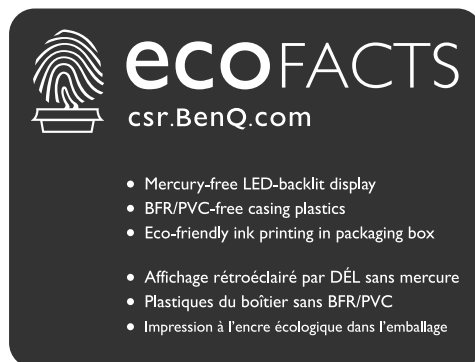 ecoFACTS
csr.BenQ.com
• Mercury-free LED-backlit display
• BFR/PVC-free casing plastics
• Eco-friendly ink printing in packaging box
• Affichage rétroéclairé par DÉL sans mercure
• Plastiques du boîtier sans BFR/PVC
• Impression à l'encre écologique dans l'emballage